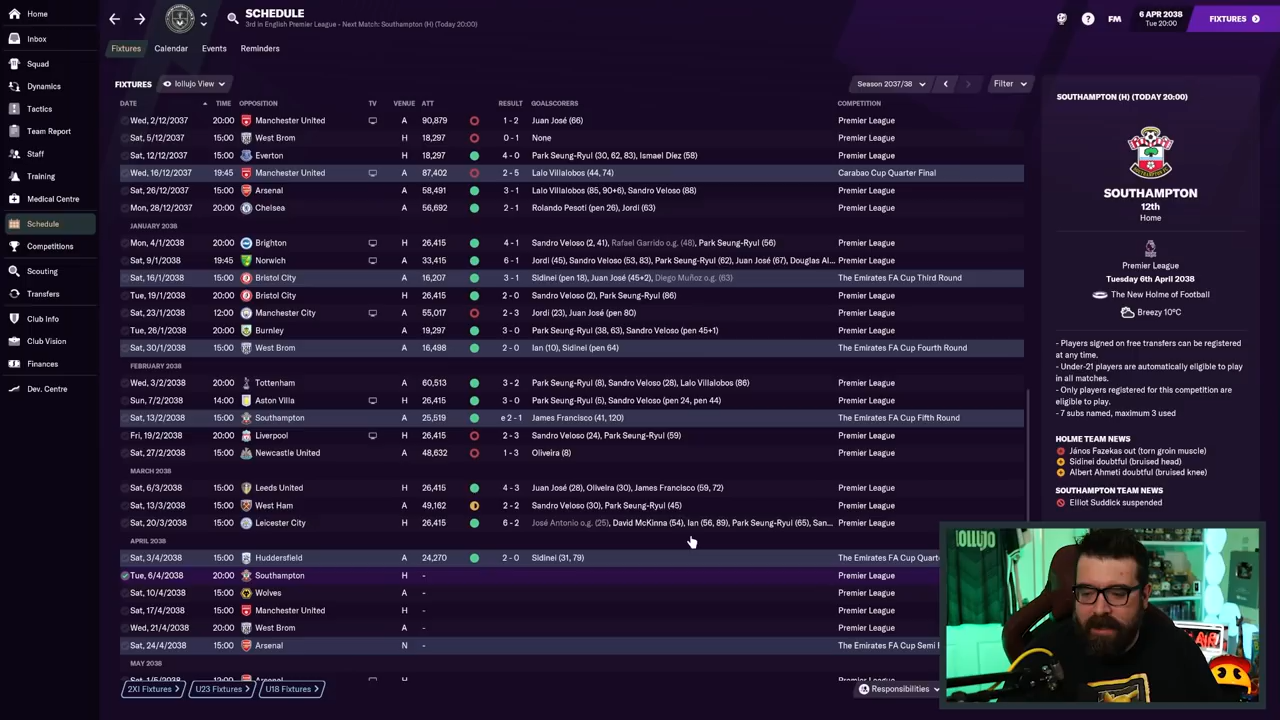 SCHEDULE
3rd in English Premier League - Next Match: Southampton (H) (Today 20:00)
FM
6 APR 2038
Tue 20:00
FIXTURES
Home
Inbox
Squad
Dynamics
Tactics
Team Report
Staff
Training
Medical Centre
Schedule
Competitions
Scouting
Transfers
Club Info
Club Vision
Finances
Dev. Centre
Fixtures Calendar Events Reminders
FIXTURES lollujo View Season 2037/38 Filter
DATE TIME OPPOSITION TV VENUE ATT RESULT GOALSCORERS COMPETITION
Wed, 2/12/2037 20:00 Manchester United A 90,879 1 - 2 Juan José (66) Premier League
Sat, 5/12/2037 15:00 West Brom H 18,297 0 - 1 None Premier League
Sat, 12/12/2037 15:00 Everton H 18,297 4 - 0 Park Seung-Ryul (30, 62, 83), Ismael Díez (58) Premier League
Wed, 16/12/2037 19:45 Manchester United A 87,402 2 - 5 Lalo Villalobos (44, 74) Carabao Cup Quarter Final
Sat, 26/12/2037 15:00 Arsenal A 58,491 3 - 1 Lalo Villalobos (85, 90+6), Sandro Veloso (88) Premier League
Mon, 28/12/2037 20:00 Chelsea A 56,692 2 - 1 Rolando Pesoti (pen 26), Jordi (63) Premier League
JANUARY 2038
Mon, 4/1/2038 20:00 Brighton H 26,415 4 - 1 Sandro Veloso (2, 41), Rafael Garrido o.g. (48), Park Seung-Ryul (56) Premier League
Sat, 9/1/2038 19:45 Norwich A 33,415 6 - 1 Jordi (45), Sandro Veloso (53, 83), Park Seung-Ryul (62), Juan José (67), Douglas Al... Premier League
Sat, 16/1/2038 15:00 Bristol City A 16,207 3 - 1 Sidinei (pen 18), Juan José (45+2), Diego Muñoz o.g. (63) The Emirates FA Cup Third Round
Tue, 19/1/2038 15:00 Bristol City H 26,415 2 - 0 Sandro Veloso (2), Park Seung-Ryul (86) Premier League
Sat, 23/1/2038 12:00 Manchester City A 55,017 2 - 3 Jordi (23), Juan José (pen 80) Premier League
Tue, 26/1/2038 20:00 Burnley A 19,297 3 - 0 Park Seung-Ryul (38, 63), Sandro Veloso (pen 45+1) Premier League
Sat, 30/1/2038 15:00 West Brom A 16,498 2 - 0 Ian (10), Sidinei (pen 64) The Emirates FA Cup Fourth Round
FEBRUARY 2038
Wed, 3/2/2038 20:00 Tottenham A 60,513 3 - 2 Park Seung-Ryul (8), Sandro Veloso (28), Lalo Villalobos (86) Premier League
Sun, 7/2/2038 14:00 Aston Villa H 26,415 3 - 0 Park Seung-Ryul (5), Sandro Veloso (pen 24, pen 44) Premier League
Sat, 13/2/2038 15:00 Southampton A 25,519 e 2 - 1 James Francisco (41, 120) The Emirates FA Cup Fifth Round
Fri, 19/2/2038 20:00 Liverpool H 26,415 2 - 3 Sandro Veloso (24), Park Seung-Ryul (59) Premier League
Sat, 27/2/2038 15:00 Newcastle United A 48,632 1 - 3 Oliveira (8) Premier League
MARCH 2038
Sat, 6/3/2038 15:00 Leeds United H 26,415 4 - 3 Juan José (28), Oliveira (30), James Francisco (59, 72) Premier League
Sat, 13/3/2038 15:00 West Ham A 49,162 2 - 2 Sandro Veloso (30), Park Seung-Ryul (45) Premier League
Sat, 20/3/2038 15:00 Leicester City H 26,415 6 - 2 José Antonio o.g. (25), David McKinna (54), Ian (56, 89), Park Seung-Ryul (65), San... Premier League
APRIL 2038
Sat, 3/4/2038 15:00 Huddersfield A 24,270 2 - 0 Sidinei (31, 79) The Emirates FA Cup Quart
Tue, 6/4/2038 20:00 Southampton H - Premier League
Sat, 10/4/2038 15:00 Wolves A - Premier League
Sat, 17/4/2038 15:00 Manchester United H - Premier League
Wed, 21/4/2038 20:00 West Brom A - Premier League
Sat, 24/4/2038 15:00 Arsenal N - The Emirates FA Cup Semi
MAY 2038
2XI Fixtures U23 Fixtures U18 Fixtures Responsibilities
SOUTHAMPTON (H) (TODAY 20:00)
SOUTHAMPTON
12th
Home
Premier League
Tuesday 6th April 2038
The New Holme of Football
Breezy 10°C
- Players signed on free transfers can be registered
at any time.
- Under-21 players are automatically eligible to play
in all matches.
- Only players registered for this competition are
eligible to play.
- 7 subs named, maximum 3 used
HOLME TEAM NEWS
János Fazekas out (torn groin muscle)
Sidinei doubtful (bruised head)
Albert Ahmeti doubtful (bruised knee)
SOUTHAMPTON TEAM NEWS
Elliot Suddick suspended
lollujo